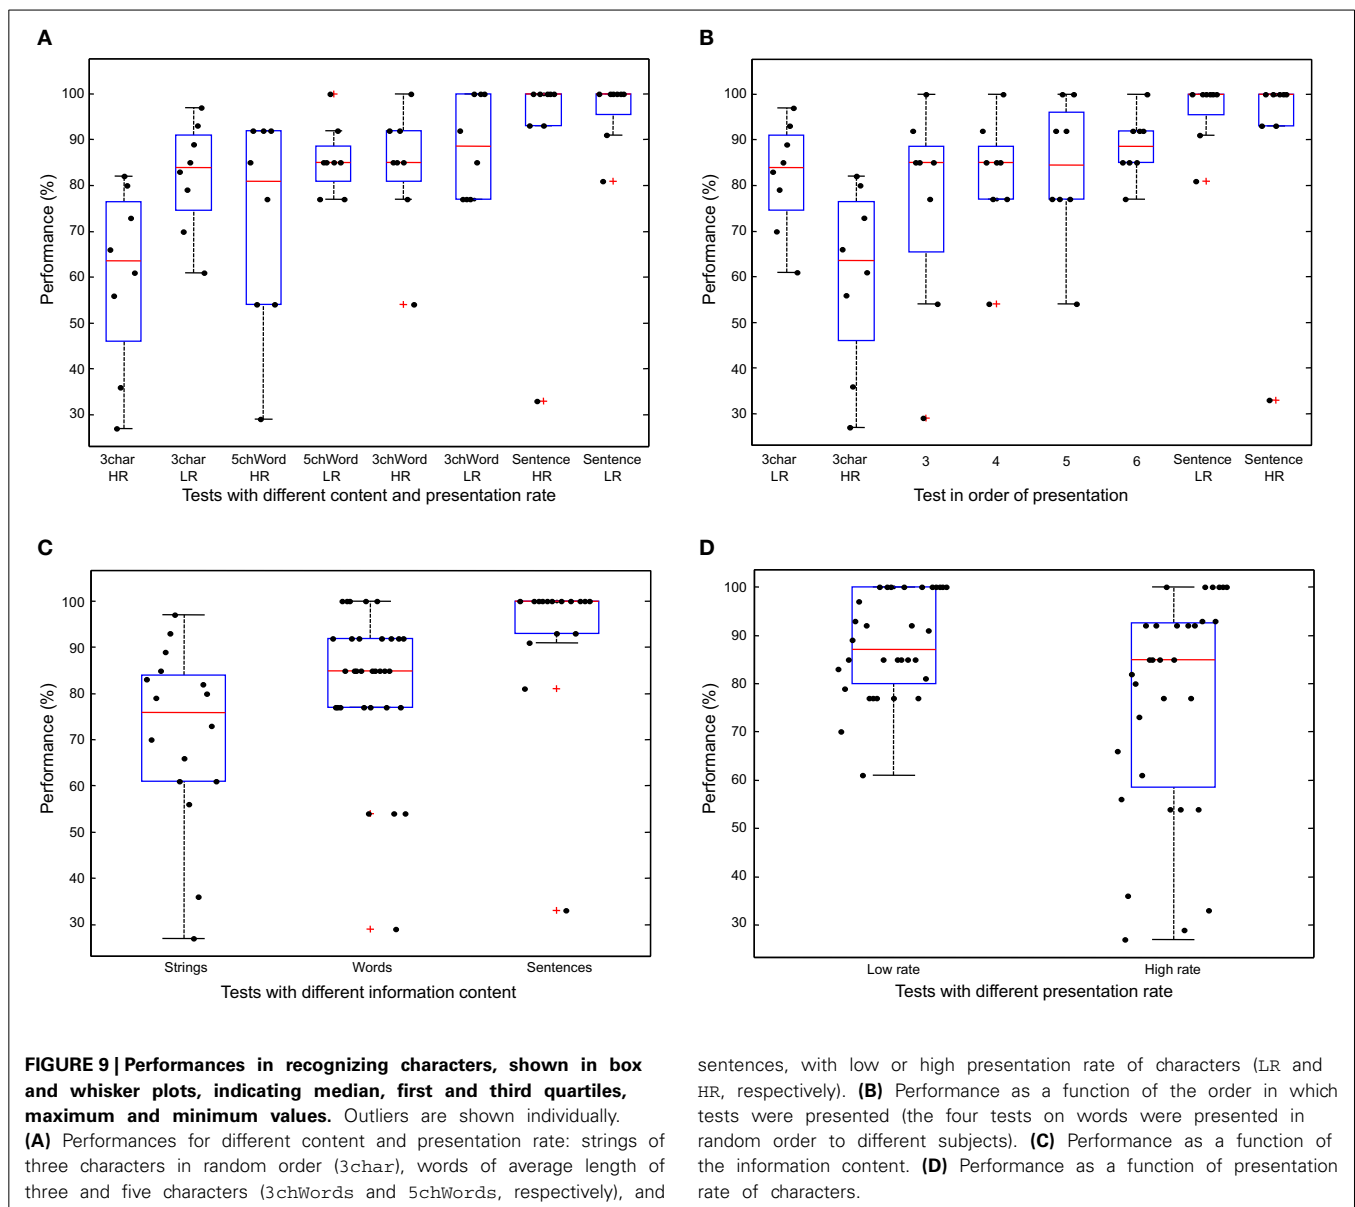 A
Performance (%)
100
90
80
70
60
50
40
30
3char 3char 5chWord 5chWord 3chWord 3chWord Sentence Sentence
HR LR HR LR HR LR HR LR
Tests with different content and presentation rate
B
Performance (%)
100
90
80
70
60
50
40
30
3char 3char 3 4 5 6 Sentence Sentence
LR HR LR HR
Test in order of presentation
C
Performance (%)
100
90
80
70
60
50
40
30
Strings Words Sentences
Tests with different information content
D
Performance (%)
100
90
80
70
60
50
40
30
Low rate High rate
Tests with different presentation rate
FIGURE 9 | Performances in recognizing characters, shown in box
and whisker plots, indicating median, first and third quartiles,
maximum and minimum values. Outliers are shown individually.
(A) Performances for different content and presentation rate: strings of
three characters in random order (3char), words of average length of
three and five characters (3chWords and 5chWords, respectively), and
sentences, with low or high presentation rate of characters (LR and
HR, respectively). (B) Performance as a function of the order in which
tests were presented (the four tests on words were presented in
random order to different subjects). (C) Performance as a function of
the information content. (D) Performance as a function of presentation
rate of characters.